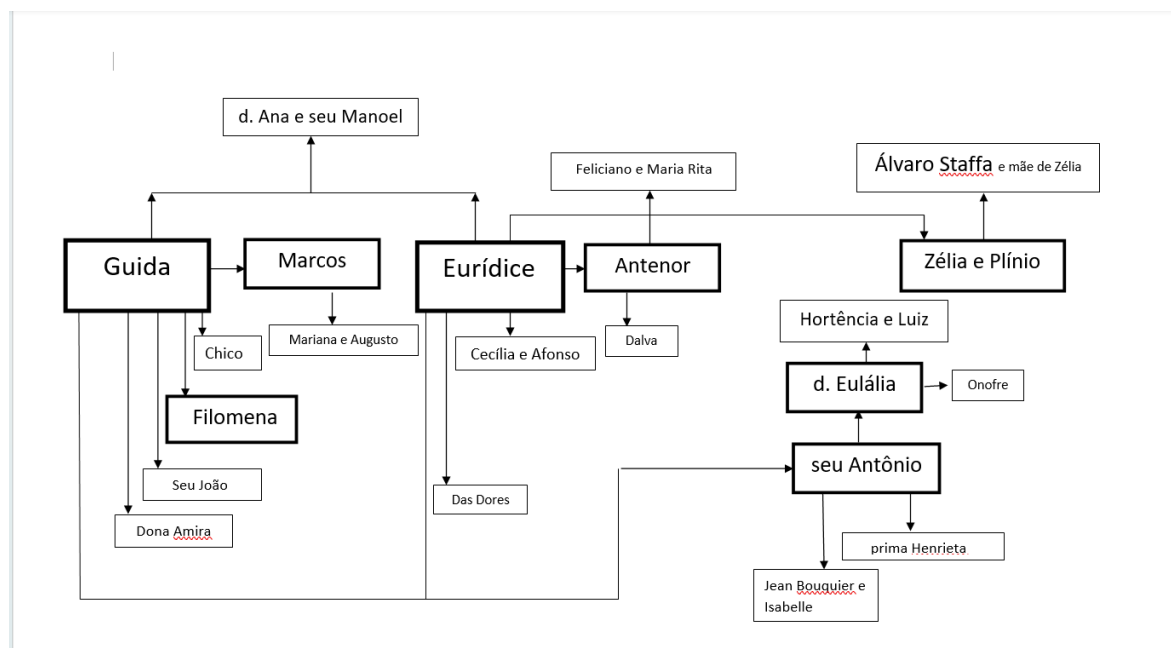 d. Ana e seu Manoel
Feliciano e Maria Rita
Álvaro Staffa e mãe de Zélia
Guida
Marcos
Eurídice
Antenor
Zélia e Plínio
Chico
Mariana e Augusto
Cecília e Afonso
Dalva
Hortência e Luiz
d. Eulália
Onofre
Filomena
seu Antônio
Seu João
Das Dores
Dona Amira
prima Henrieta
Jean Bouquier e
Isabelle